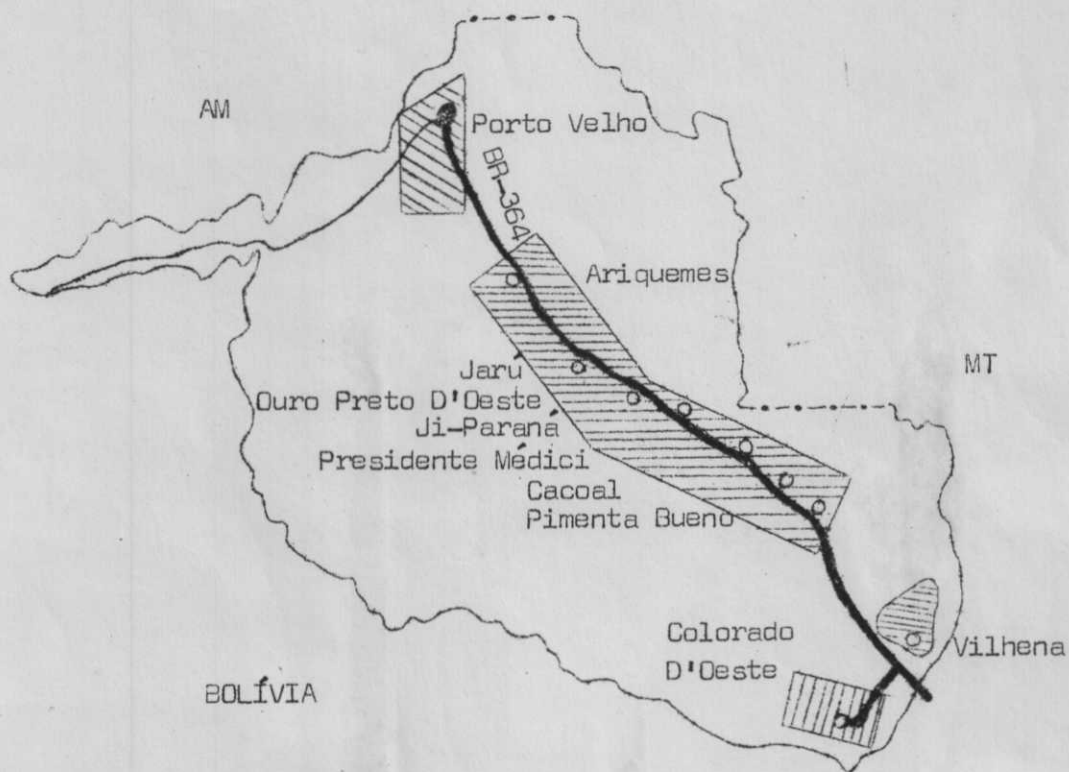 AM
Porto Velho
BR-364
Ariquemes
MT
Jarú
Ouro Preto D'Oeste
Ji-Paraná
Presidente Médici
Cacoal
Pimenta Bueno
Colorado
D'Oeste
Vilhena
BOLÍVIA